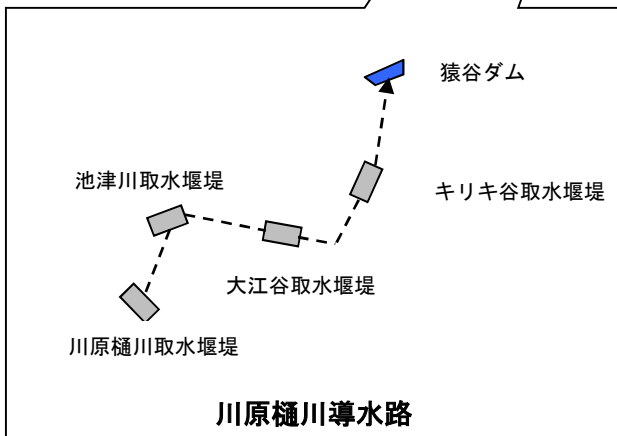 猿谷ダム
池津川取水堰堤
キリキ谷取水堰堤
大江谷取水堰堤
川原樋川取水堰堤
川原樋川導水路